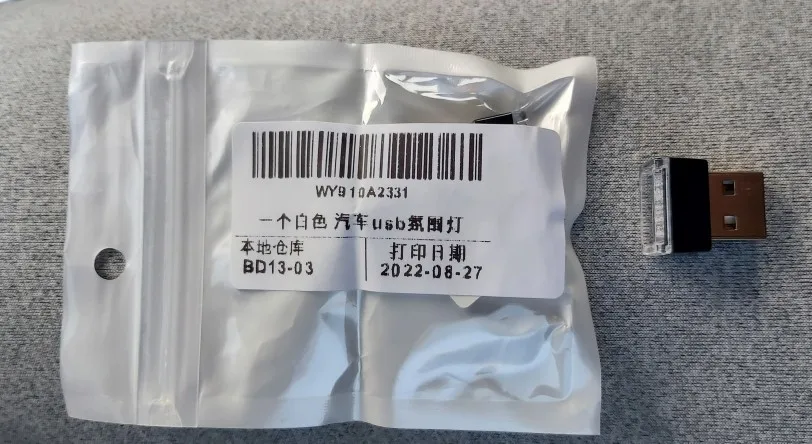 WY910A2331
一个白色 汽车usb氛围灯
本地仓库
BD13-03
打印日期
2022-08-27